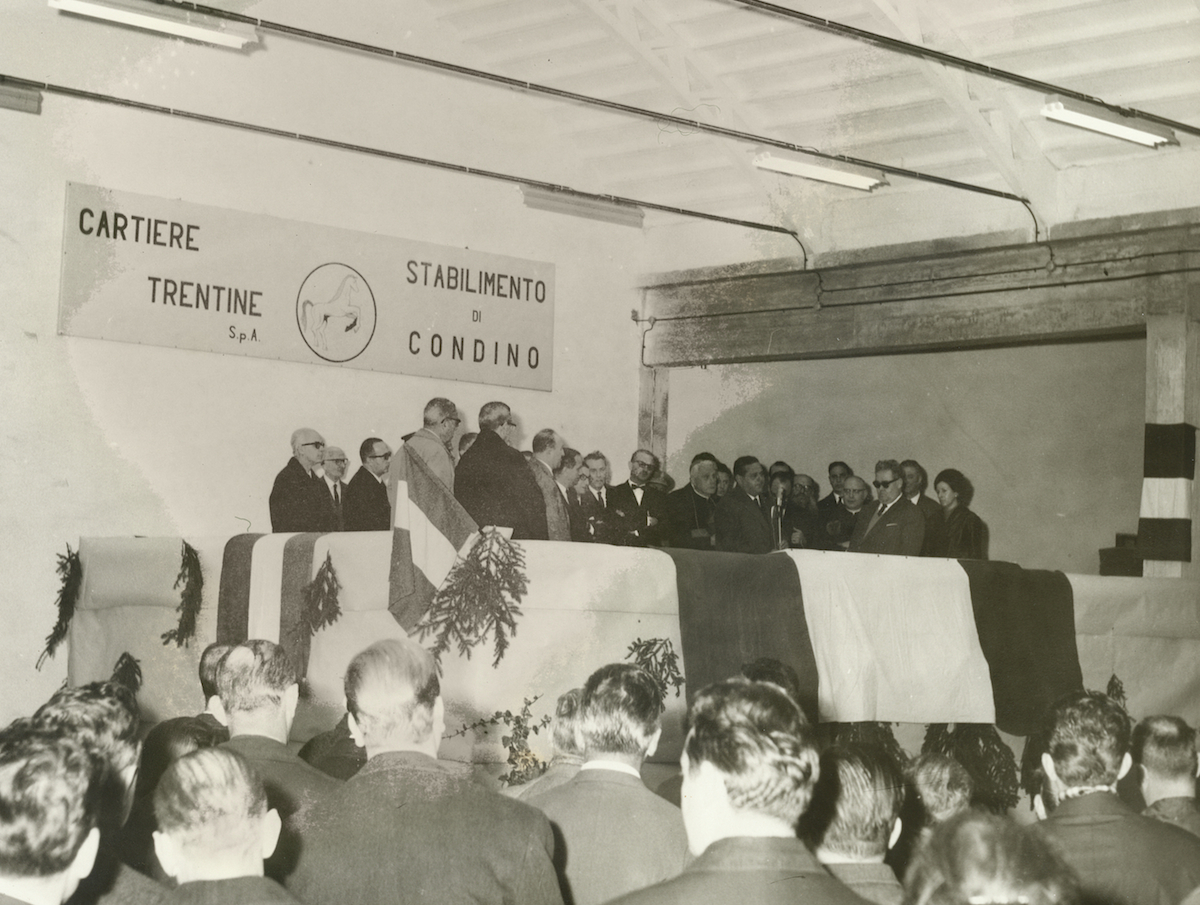 CARTIERE
TRENTINE
S.p.A.
STABILIMENTO
DI
CONDINO